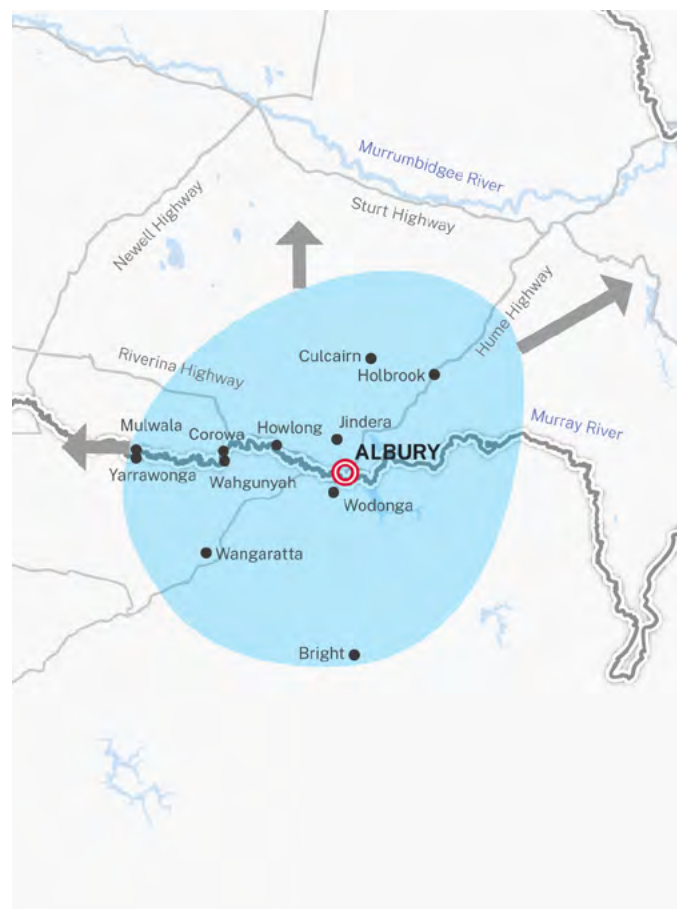 Murrumbidgee River
Newell Highway
Sturt Highway
Hume Highway
Culcairn
Riverina Highway
Holbrook
Mulwala
Corowa
Howlong
Jindera
Murray River
ALBURY
Yarrawonga
Wahgunyah
Wodonga
Wangaratta
Bright